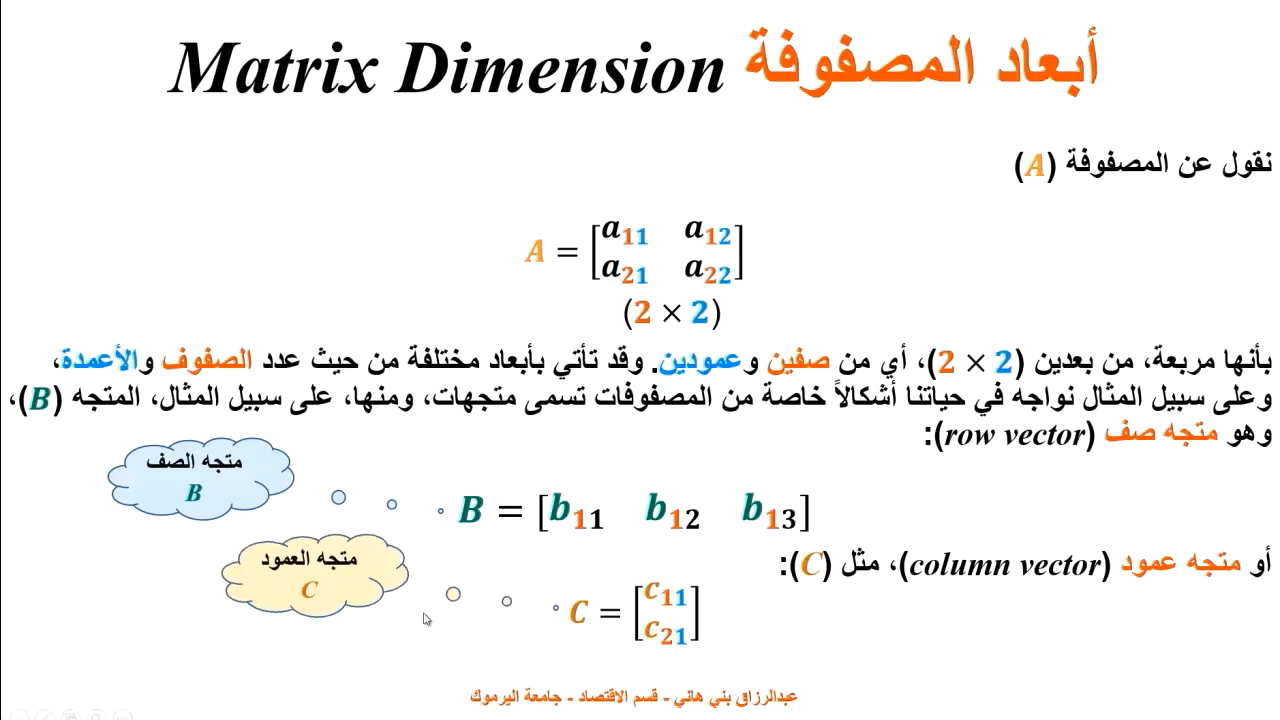 أبعاد المصفوفة Matrix Dimension
نقول عن المصفوفة (A)
A = [a11 a12
a21 a22]
(2 × 2)
بأنها مربعة، من بعدين (2 × 2)، أي من صفين وعمودين. وقد تأتي بأبعاد مختلفة من حيث عدد الصفوف والأعمدة،
وعلى سبيل المثال نواجه في حياتنا أشكالاً خاصة من المصفوفات تسمى متجهات، ومنها، على سبيل المثال، المتجه (B)،
وهو متجه صف (row vector):
متجه الصف
B
B = [b11 b12 b13]
أو متجه عمود (column vector)، مثل (C):
متجه العمود
C
C = [c11
c21]
عبدالرزاق بني هاني - قسم الاقتصاد - جامعة اليرموك